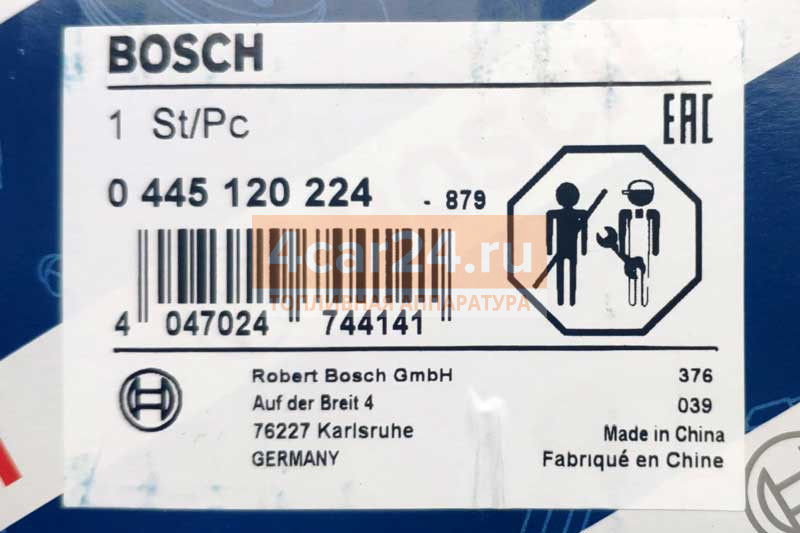 BOSCH
1 St/Pc
EAC
0 445 120 224 - 879
4car24.ru
ТОПЛИВНАЯ АППАРАТУРА
4 047024 744141
Robert Bosch GmbH 376
Auf der Breit 4 039
76227 Karlsruhe Made in China
GERMANY Fabriqué en Chine